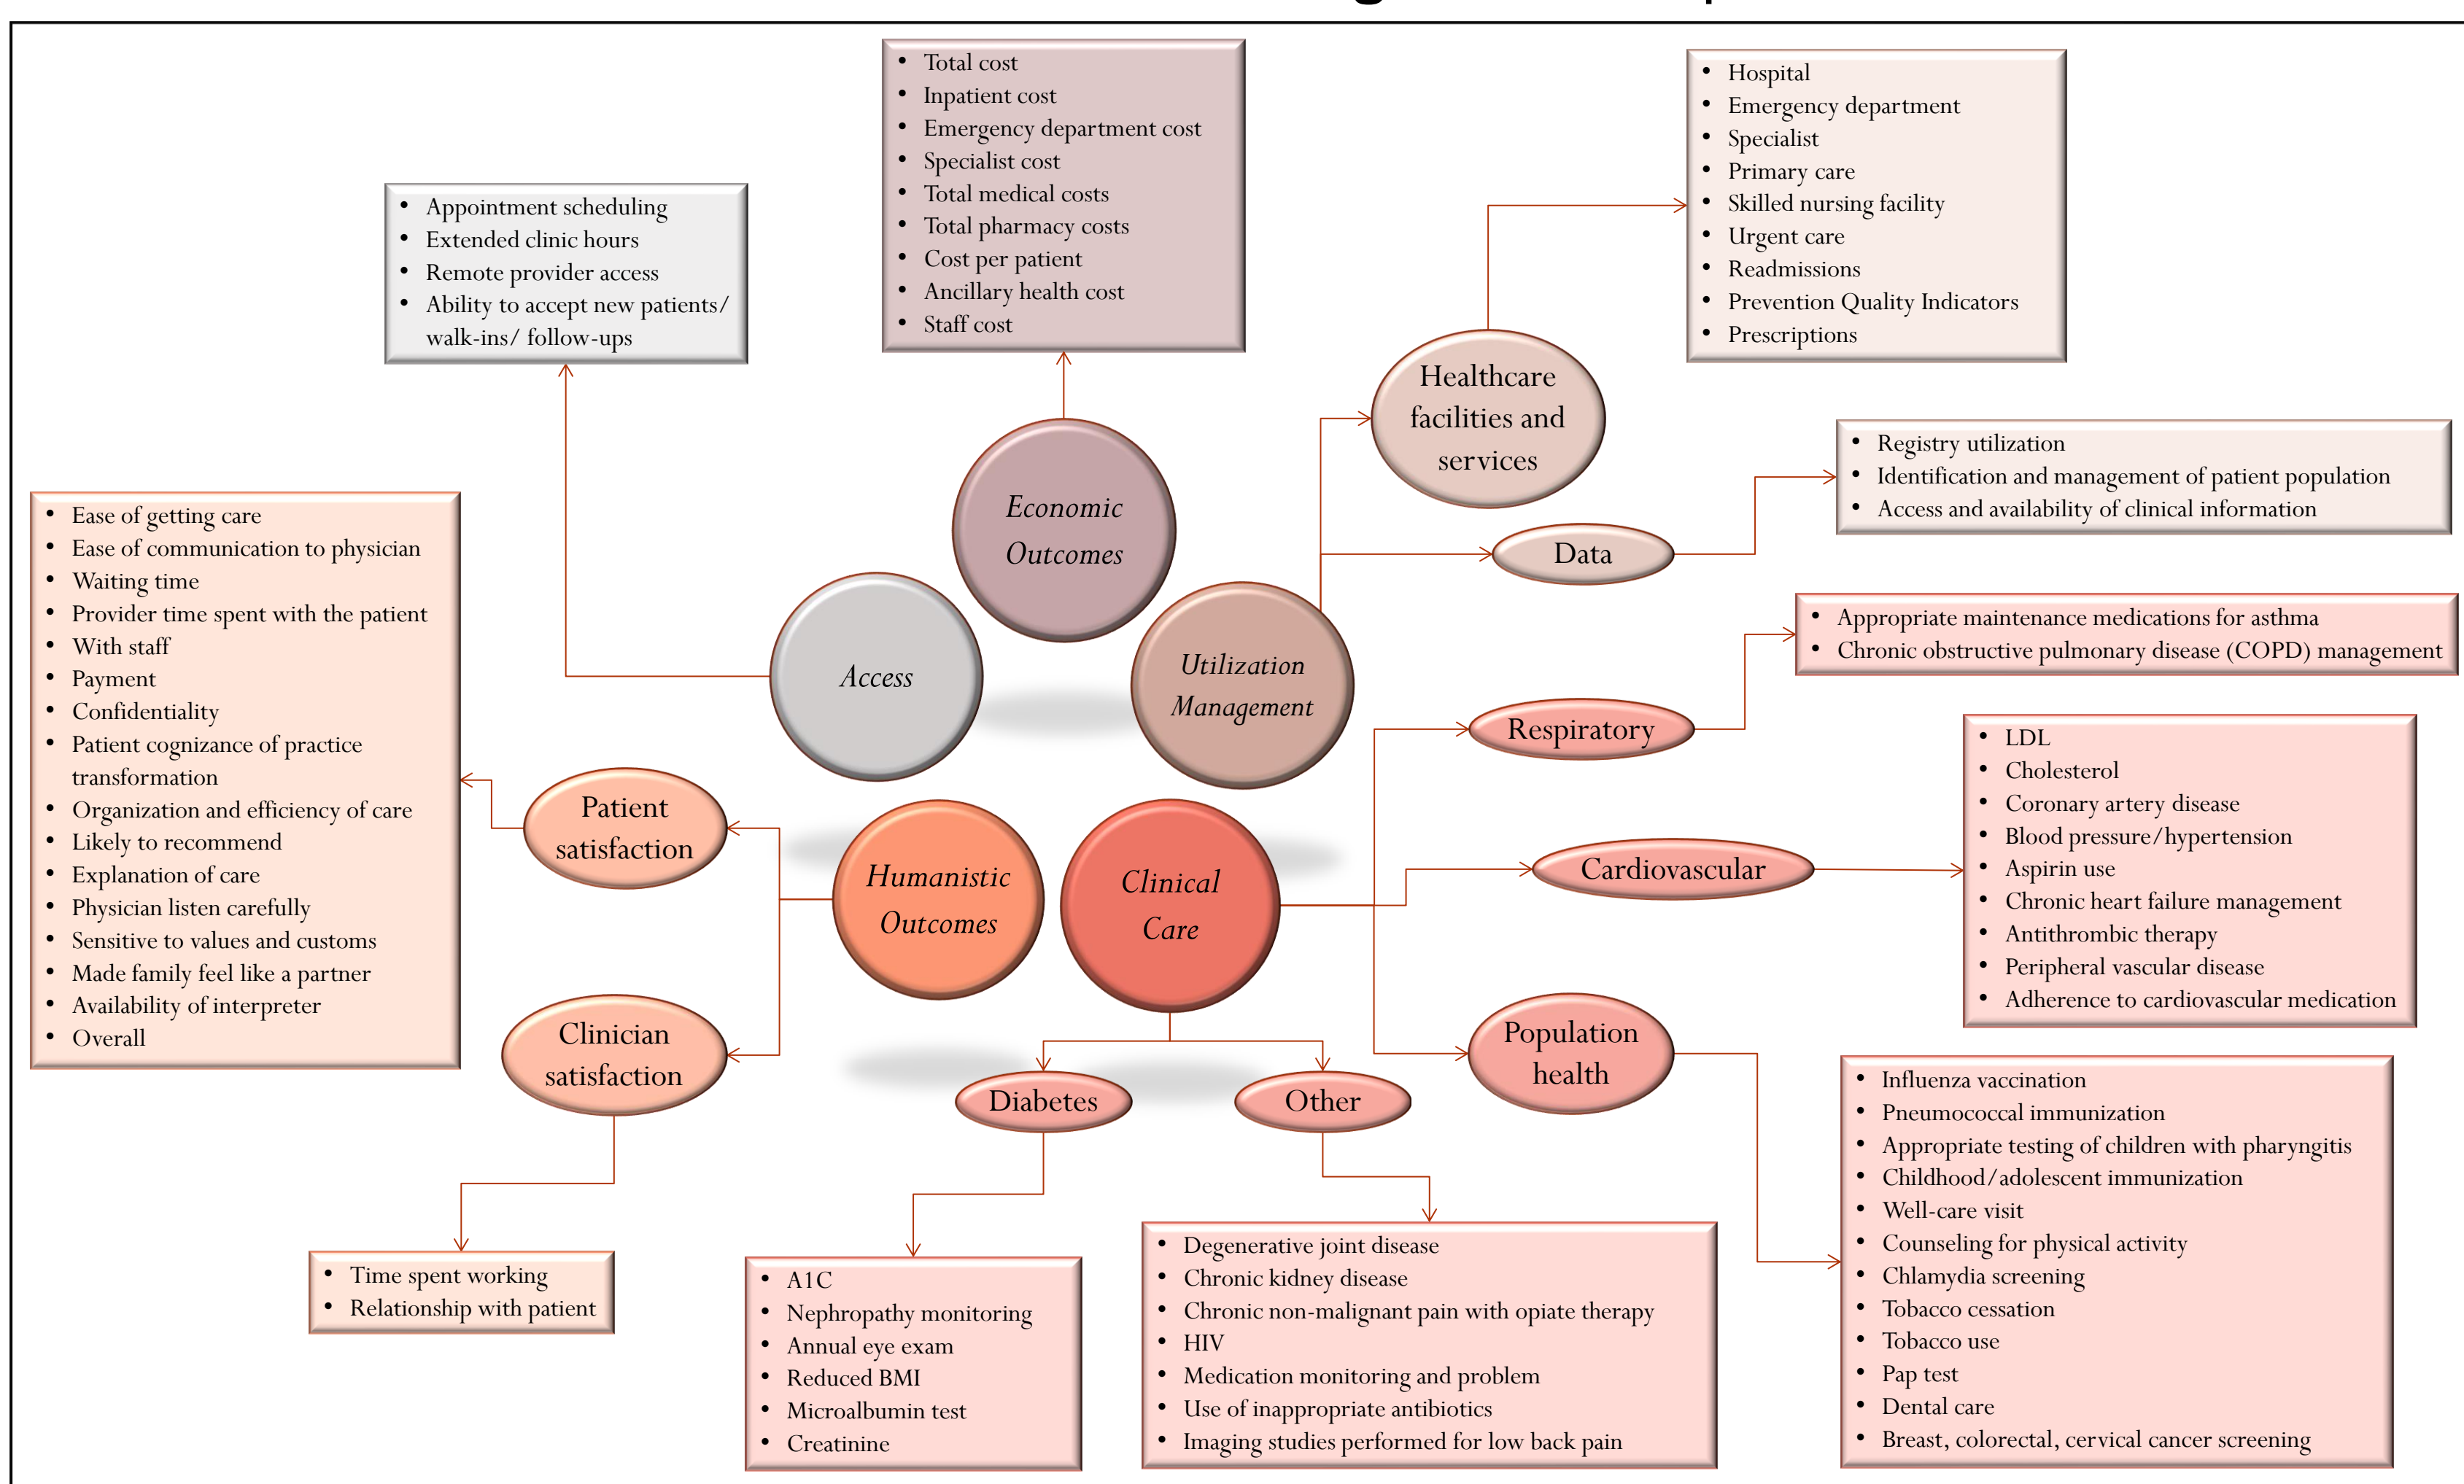 • Total cost
• Inpatient cost
• Emergency department cost
• Specialist cost
• Total medical costs
• Total pharmacy costs
• Cost per patient
• Ancillary health cost
• Staff cost
• Hospital
• Emergency department
• Specialist
• Primary care
• Skilled nursing facility
• Urgent care
• Readmissions
• Prevention Quality Indicators
• Prescriptions
• Appointment scheduling
• Extended clinic hours
• Remote provider access
• Ability to accept new patients/
walk-ins/ follow-ups
Healthcare
facilities and
services
• Registry utilization
• Identification and management of patient population
• Access and availability of clinical information
Economic
Outcomes
Data
• Ease of getting care
• Ease of communication to physician
• Waiting time
• Provider time spent with the patient
• With staff
• Payment
• Confidentiality
• Patient cognizance of practice
transformation
• Organization and efficiency of care
• Likely to recommend
• Explanation of care
• Physician listen carefully
• Sensitive to values and customs
• Made family feel like a partner
• Availability of interpreter
• Overall
Access
Utilization
Management
• Appropriate maintenance medications for asthma
• Chronic obstructive pulmonary disease (COPD) management
Respiratory
• LDL
• Cholesterol
• Coronary artery disease
• Blood pressure/hypertension
• Aspirin use
• Chronic heart failure management
• Antithrombic therapy
• Peripheral vascular disease
• Adherence to cardiovascular medication
Patient
satisfaction
Humanistic
Outcomes
Clinical
Care
Cardiovascular
Clinician
satisfaction
Population
health
Diabetes
Other
• Influenza vaccination
• Pneumococcal immunization
• Appropriate testing of children with pharyngitis
• Childhood/adolescent immunization
• Well-care visit
• Counseling for physical activity
• Chlamydia screening
• Tobacco cessation
• Tobacco use
• Pap test
• Dental care
• Breast, colorectal, cervical cancer screening
• Time spent working
• Relationship with patient
• A1C
• Nephropathy monitoring
• Annual eye exam
• Reduced BMI
• Microalbumin test
• Creatinine
• Degenerative joint disease
• Chronic kidney disease
• Chronic non-malignant pain with opiate therapy
• HIV
• Medication monitoring and problem
• Use of inappropriate antibiotics
• Imaging studies performed for low back pain